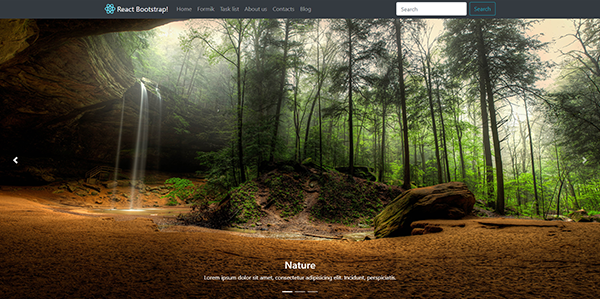 React Bootstrap! Home Formik Task list About us Contacts Blog Search Search
Nature
Lorem ipsum dolor sit amet, consectetur adipisicing elit. Incidunt, perspiciatis.